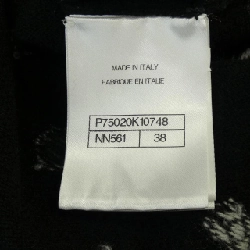 MADE IN ITALY
FABRIQUE EN ITALIE
P75020K10748
NN561 38